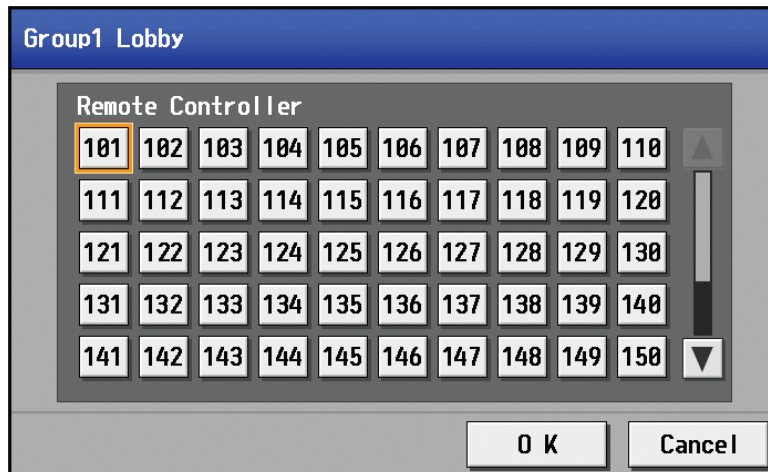 Group1 Lobby
Remote Controller
101 102 103 104 105 106 107 108 109 110
111 112 113 114 115 116 117 118 119 120
121 122 123 124 125 126 127 128 129 130
131 132 133 134 135 136 137 138 139 140
141 142 143 144 145 146 147 148 149 150
OK Cancel